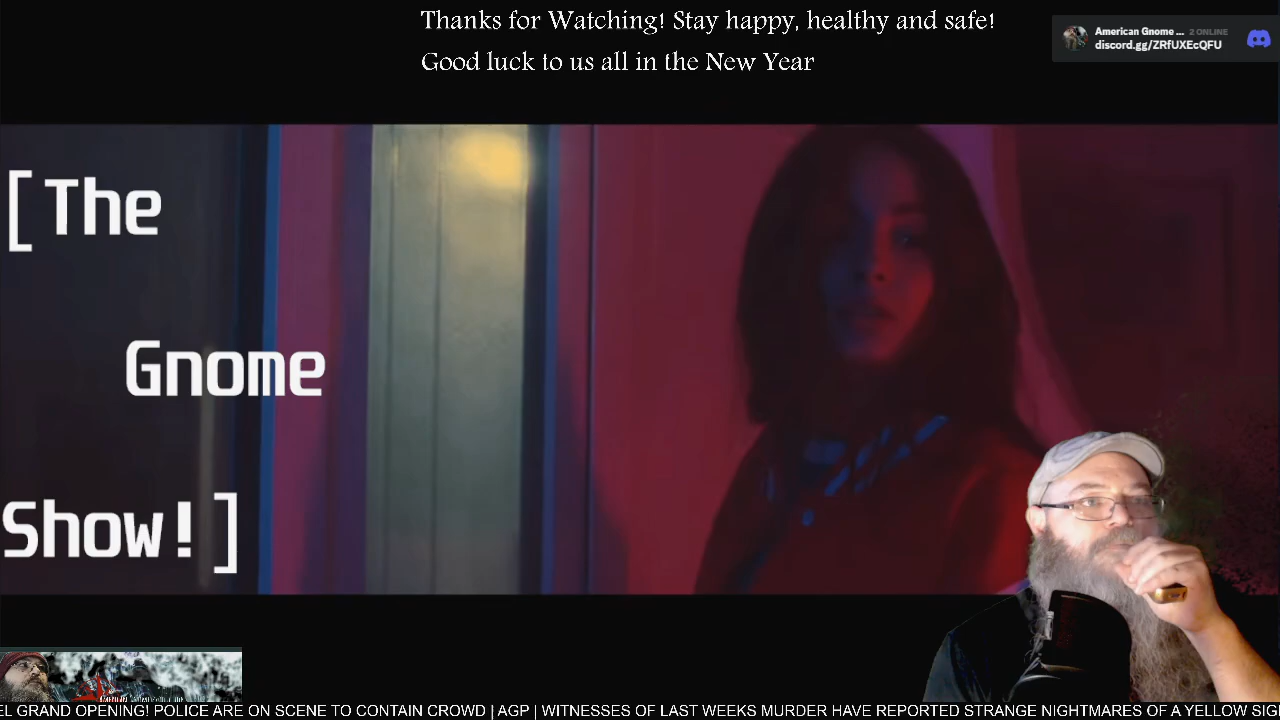 Thanks for Watching! Stay happy, healthy and safe!
Good luck to us all in the New Year
American Gnome ... 2 ONLINE
discord.gg/ZRfUXEcQFU
[The
Gnome
Show!]
EL GRAND OPENING! POLICE ARE ON SCENE TO CONTAIN CROWD | AGP | WITNESSES OF LAST WEEKS MURDER HAVE REPORTED STRANGE NIGHTMARES OF A YELLOW SIG